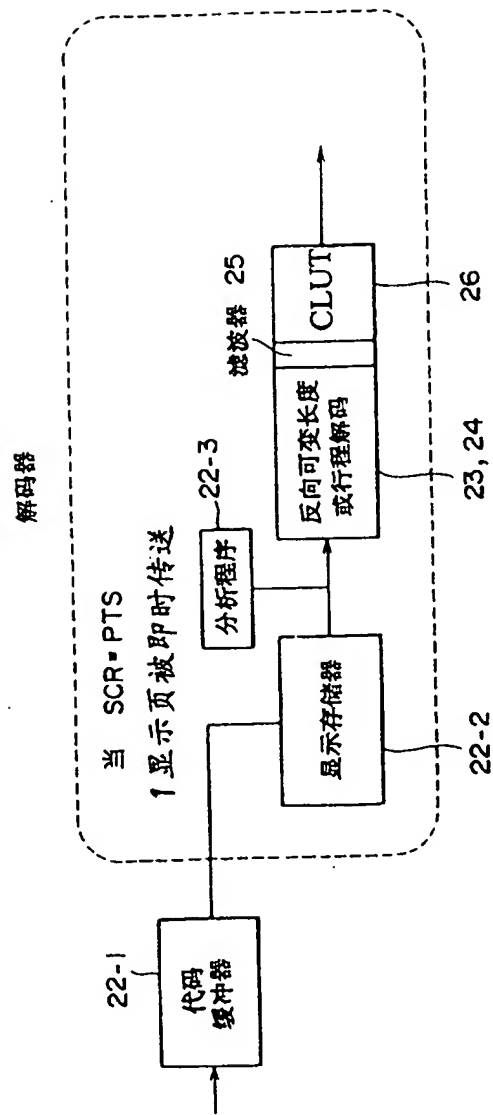 解码器
当 SCR=PTS
1显示页被即时传送
22-1
代码
缓冲器
22-3
分析程序
显示存储器
22-2
滤波器 25
反向可变长度
或行程解码
CLUT
23, 24
26